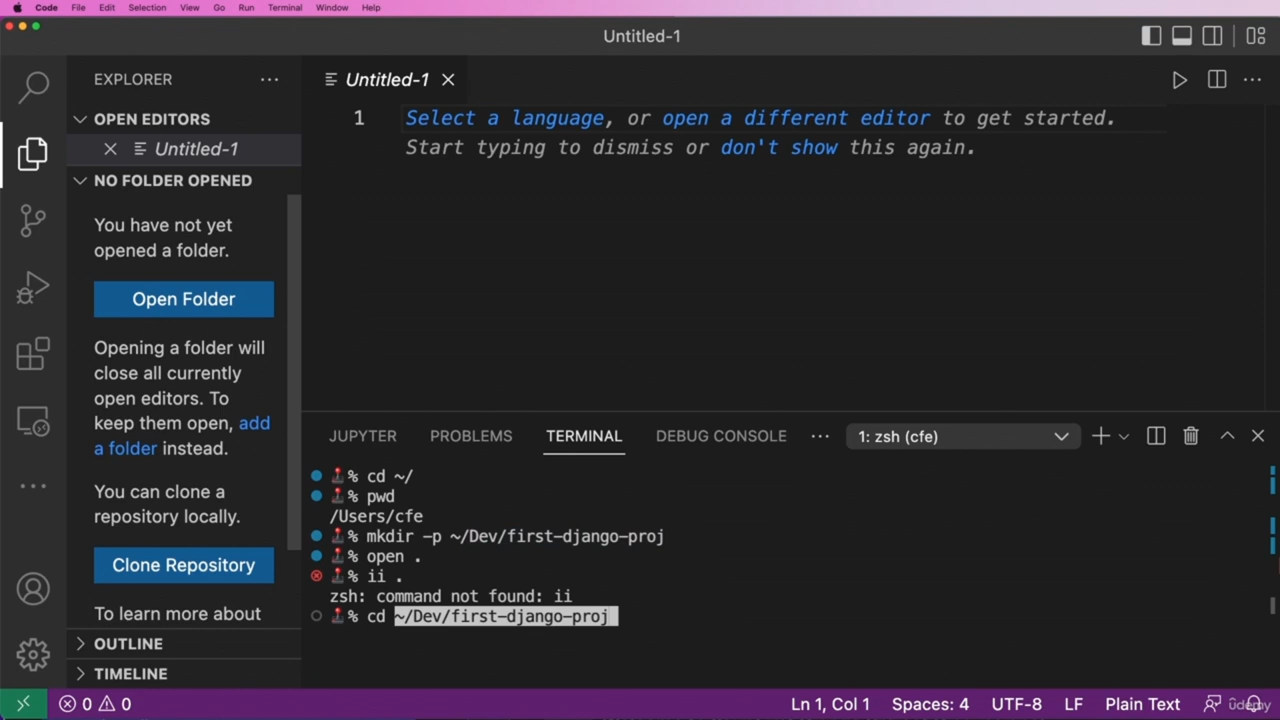 Code File Edit Selection View Go Run Terminal Window Help
Untitled-1
EXPLORER
OPEN EDITORS
Untitled-1
NO FOLDER OPENED
You have not yet
opened a folder.
Open Folder
Opening a folder will
close all currently
open editors. To
keep them open, add
a folder instead.
You can clone a
repository locally.
Clone Repository
To learn more about
OUTLINE
TIMELINE
Untitled-1
1 Select a language, or open a different editor to get started.
Start typing to dismiss or don't show this again.
JUPYTER PROBLEMS TERMINAL DEBUG CONSOLE ... 1: zsh (cfe)
% cd ~/
% pwd
/Users/cfe
% mkdir -p ~/Dev/first-django-proj
% open .
% ii .
zsh: command not found: ii
% cd ~/Dev/first-django-proj
0 0 Ln 1, Col 1 Spaces: 4 UTF-8 LF Plain Text
udemy